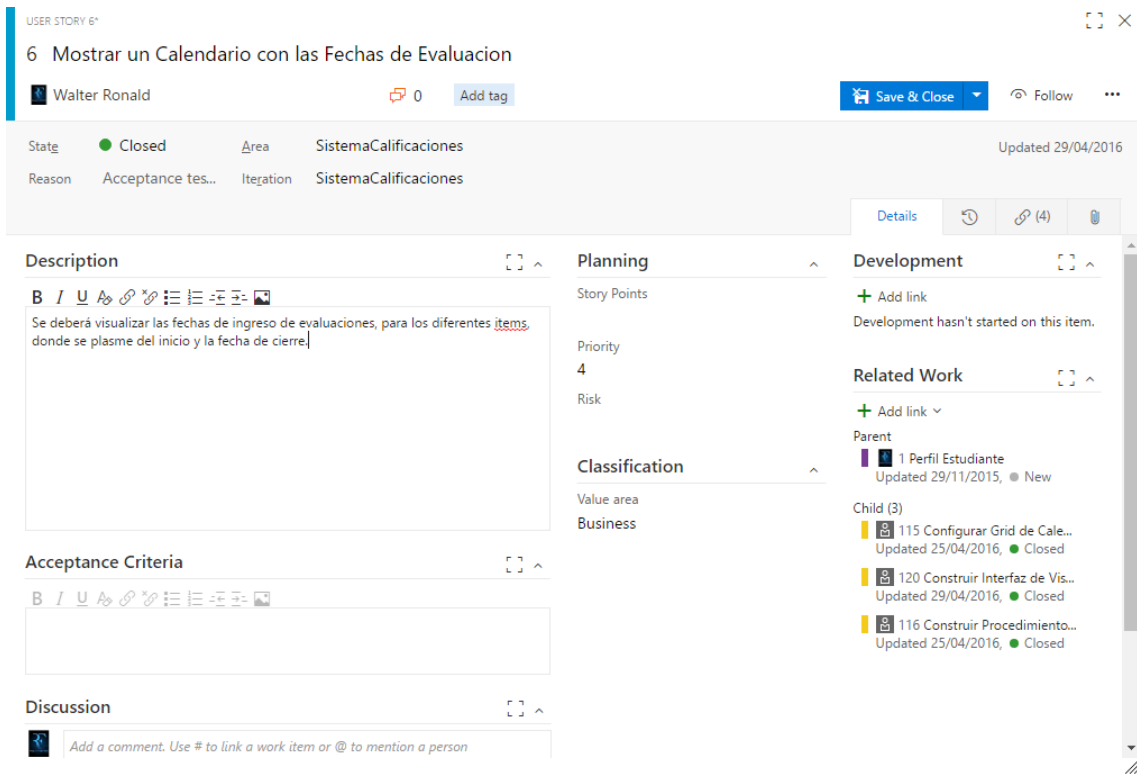 USER STORY 6*
6 Mostrar un Calendario con las Fechas de Evaluacion
Walter Ronald
0
Add tag
Save & Close
Follow
State
Closed
Area
SistemaCalificaciones
Updated 29/04/2016
Reason
Acceptance tes...
Iteration
SistemaCalificaciones
Details
(4)
Description
B I U
Se deberá visualizar las fechas de ingreso de evaluaciones, para los diferentes items,
donde se plasme del inicio y la fecha de cierre.
Acceptance Criteria
B I U
Discussion
Add a comment. Use # to link a work item or @ to mention a person
Planning
Story Points
Priority
4
Risk
Classification
Value area
Business
Development
Add link
Development hasn't started on this item.
Related Work
Add link
Parent
1 Perfil Estudiante
Updated 29/11/2015, New
Child (3)
115 Configurar Grid de Cale...
Updated 25/04/2016, Closed
120 Construir Interfaz de Vis...
Updated 29/04/2016, Closed
116 Construir Procedimiento...
Updated 25/04/2016, Closed